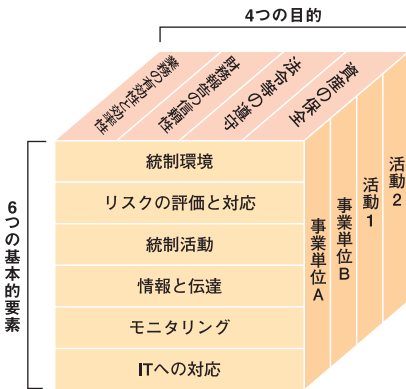 4つの目的
業務の有効性と効率性
財務報告の信頼性
法令等の遵守
資産の保全
6つの基本的要素
統制環境
リスクの評価と対応
統制活動
情報と伝達
モニタリング
ITへの対応
事業単位A
事業単位B
活動1
活動2